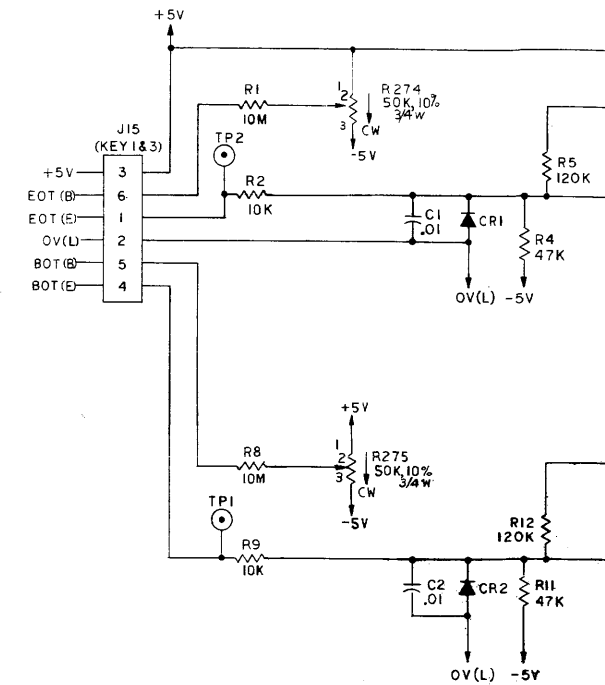 +5V
R1
10M
1
2
3
R274
50K, 10%
3/4 W
CW
-5V
J15
(KEY 1 & 3)
TP2
+5V
3
EOT (B)
6
EOT (E)
1
OV(L)
2
BOT (B)
5
BOT (E)
4
R2
10K
C1
.01
CR1
R5
120K
R4
47K
OV(L)
-5V
+5V
R8
10M
1
2
3
R275
50K, 10%
3/4 W
CW
-5V
TP1
R9
10K
R12
120K
C2
.01
CR2
R11
47K
OV(L)
-5V